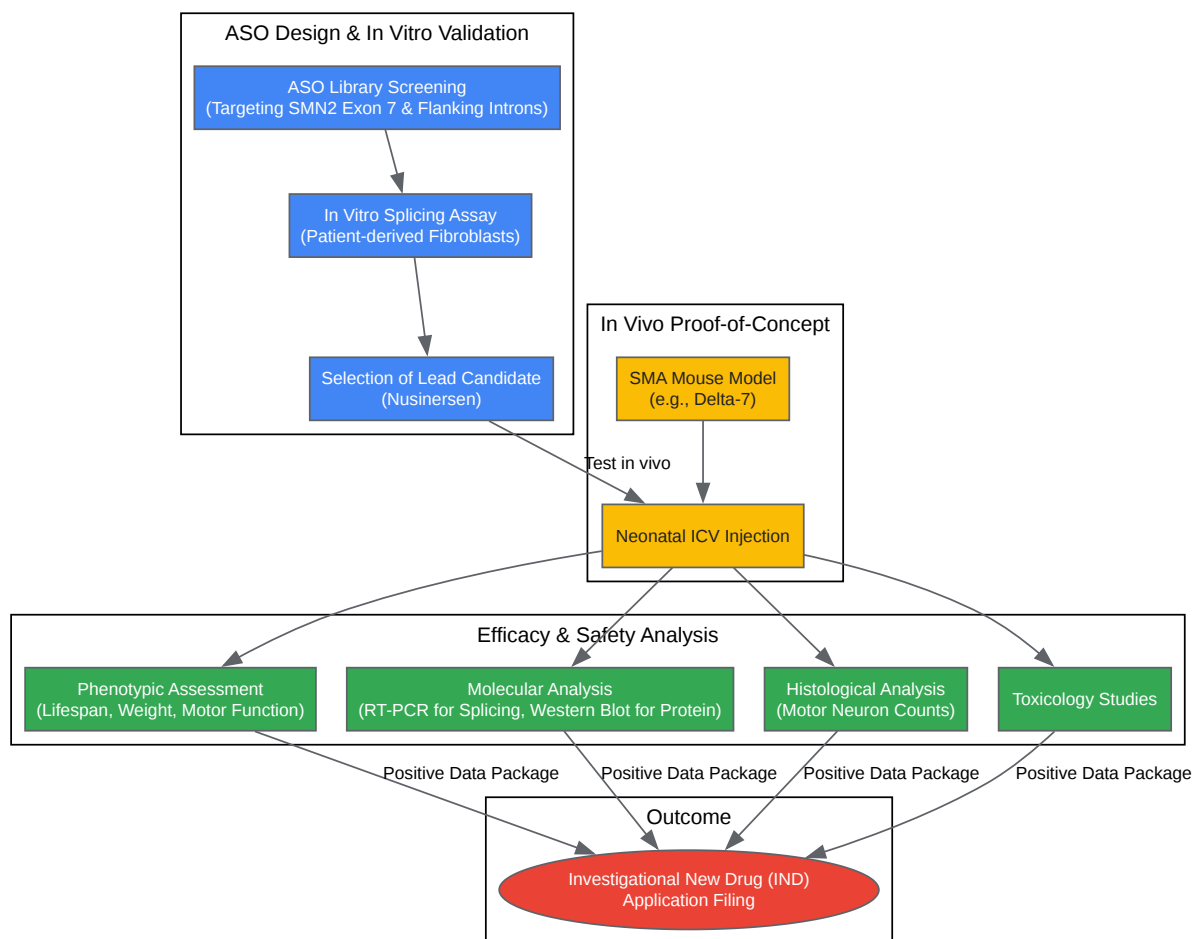 ASO Design & In Vitro Validation
ASO Library Screening
(Targeting SMN2 Exon 7 & Flanking Introns)
In Vitro Splicing Assay
(Patient-derived Fibroblasts)
Selection of Lead Candidate
(Nusinersen)
In Vivo Proof-of-Concept
SMA Mouse Model
(e.g., Delta-7)
Test in vivo
Neonatal ICV Injection
Efficacy & Safety Analysis
Phenotypic Assessment
(Lifespan, Weight, Motor Function)
Molecular Analysis
(RT-PCR for Splicing, Western Blot for Protein)
Histological Analysis
(Motor Neuron Counts)
Toxicology Studies
Positive Data Package
Positive Data Package
Positive Data Package
Positive Data Package
Outcome
Investigational New Drug (IND)
Application Filing